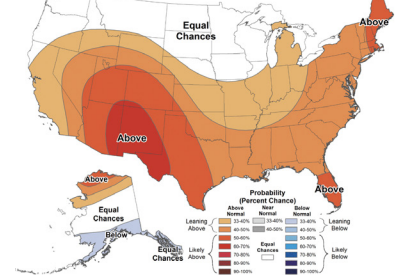 Equal
Chances
Above
Above
Above
Above
Equal
Chances
Below
Equal
Chances
Probability
(Percent Chance)
Above Normal
Near Normal
Below Normal
Leaning Above
33-40%
33-40%
33-40%
Leaning Below
40-50%
40-50%
40-50%
50-60%
50-60%
Likely Above
60-70%
Equal Chances
60-70%
Likely Below
70-80%
70-80%
80-90%
80-90%
90-100%
90-100%